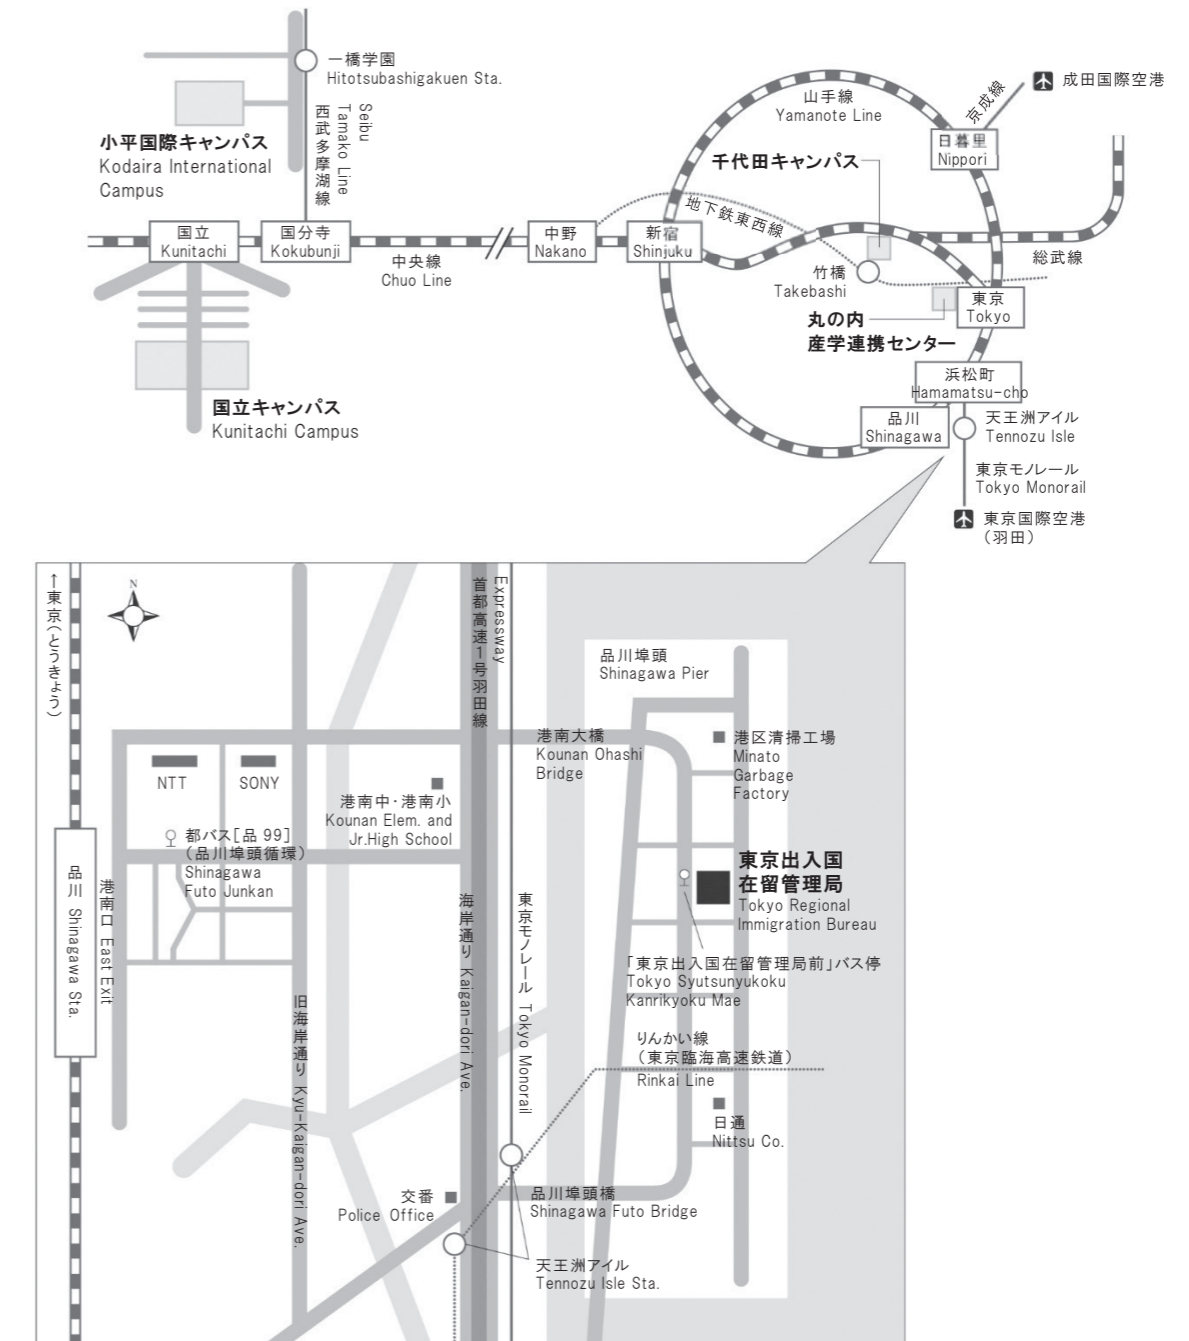 一橋学園
Hitotsubashigakuen Sta.
Seibu
Tamako Line
西武多摩湖線
小平国際キャンパス
Kodaira International
Campus
国立
Kunitachi
国分寺
Kokubunji
中央線
Chuo Line
国立キャンパス
Kunitachi Campus
中野
Nakano
新宿
Shinjuku
地下鉄東西線
山手線
Yamanote Line
千代田キャンパス
京成線
成田国際空港
日暮里
Nippori
総武線
竹橋
Takebashi
丸の内
産学連携センター
東京
Tokyo
浜松町
Hamamatsu-cho
品川
Shinagawa
天王洲アイル
Tennozu Isle
東京モノレール
Tokyo Monorail
東京国際空港
（羽田）
←東京（とうきょう）
N
首都高速1号羽田線
Expressway
品川埠頭
Shinagawa Pier
港南大橋
Kounan Ohashi
Bridge
港区清掃工場
Minato
Garbage
Factory
NTT
SONY
港南中・港南小
Kounan Elem. and
Jr.High School
都バス[品 99]
（品川埠頭循環）
Shinagawa
Futo Junkan
品川 Shinagawa Sta.
港南口 East Exit
東京出入国
在留管理局
Tokyo Regional
Immigration Bureau
「東京出入国在留管理局前」バス停
Tokyo Syutsunyukoku
Kanrikyoku Mae
海岸通り Kaigan-dori Ave.
東京モノレール Tokyo Monorail
旧海岸通り Kyu-Kaigan-dori Ave.
りんかい線
（東京臨海高速鉄道）
Rinkai Line
日通
Nittsu Co.
交番
Police Office
品川埠頭橋
Shinagawa Futo Bridge
天王洲アイル
Tennozu Isle Sta.